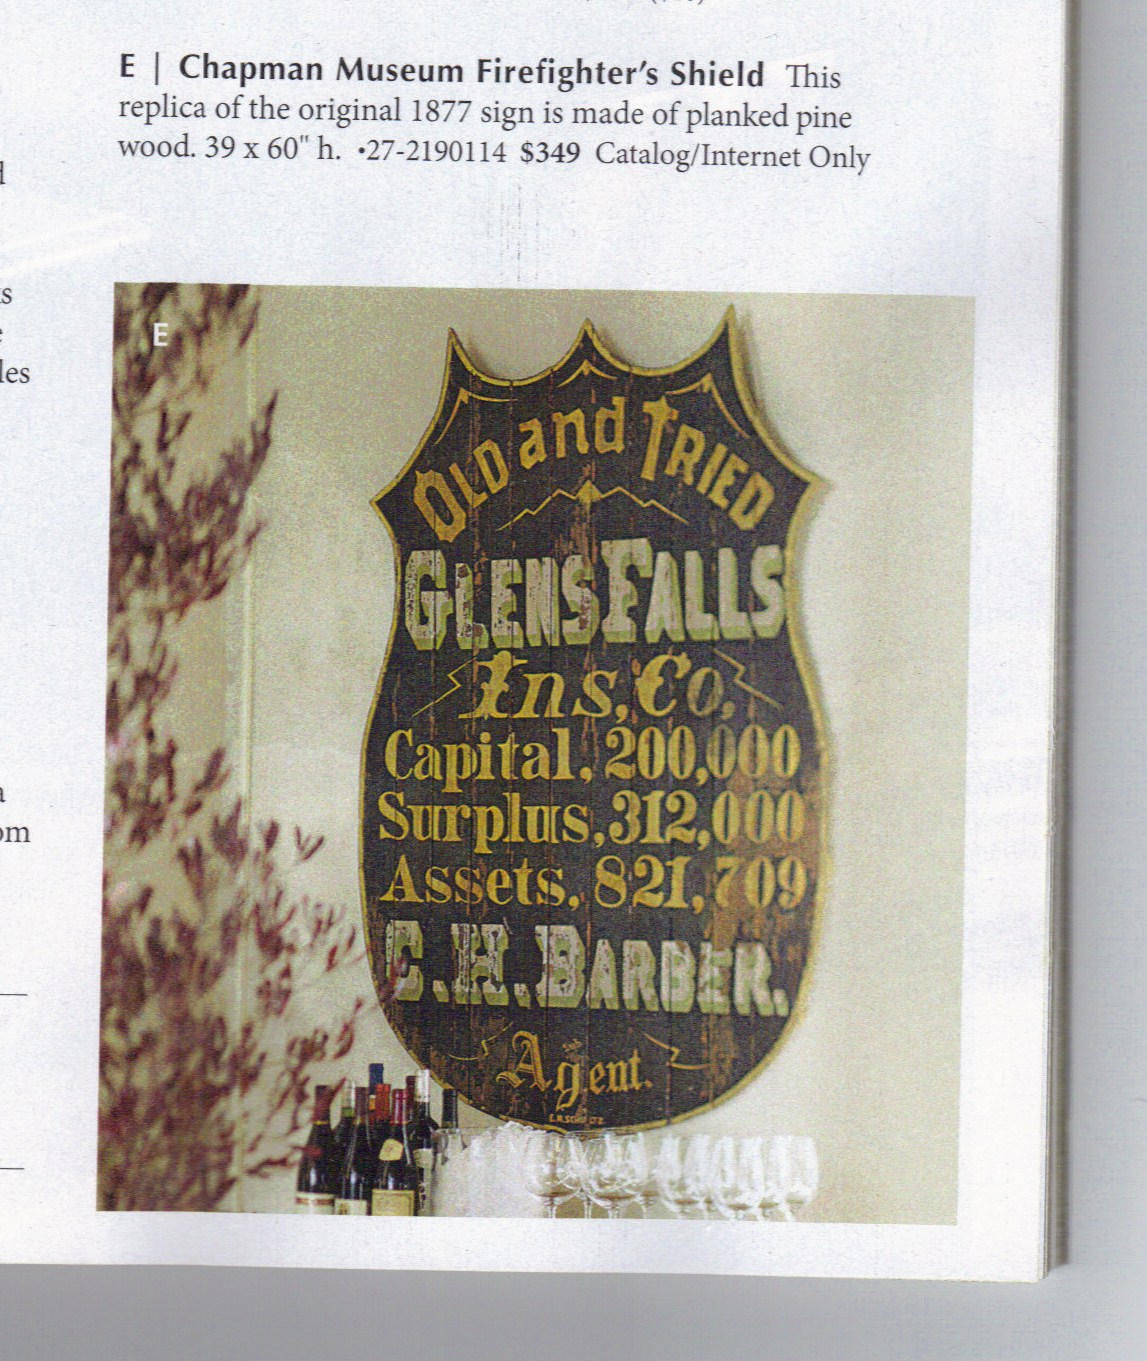 E | Chapman Museum Firefighter's Shield This
replica of the original 1877 sign is made of planked pine
wood. 39 x 60" h. •27-2190114 $349 Catalog/Internet Only
s
les
a
om
E
OLD and TRIED
GLENS FALLS
Ins, Co,
Capital, 200,000
Surplus, 312,000
Assets, 821,709
C.H. BARBER.
Agent.